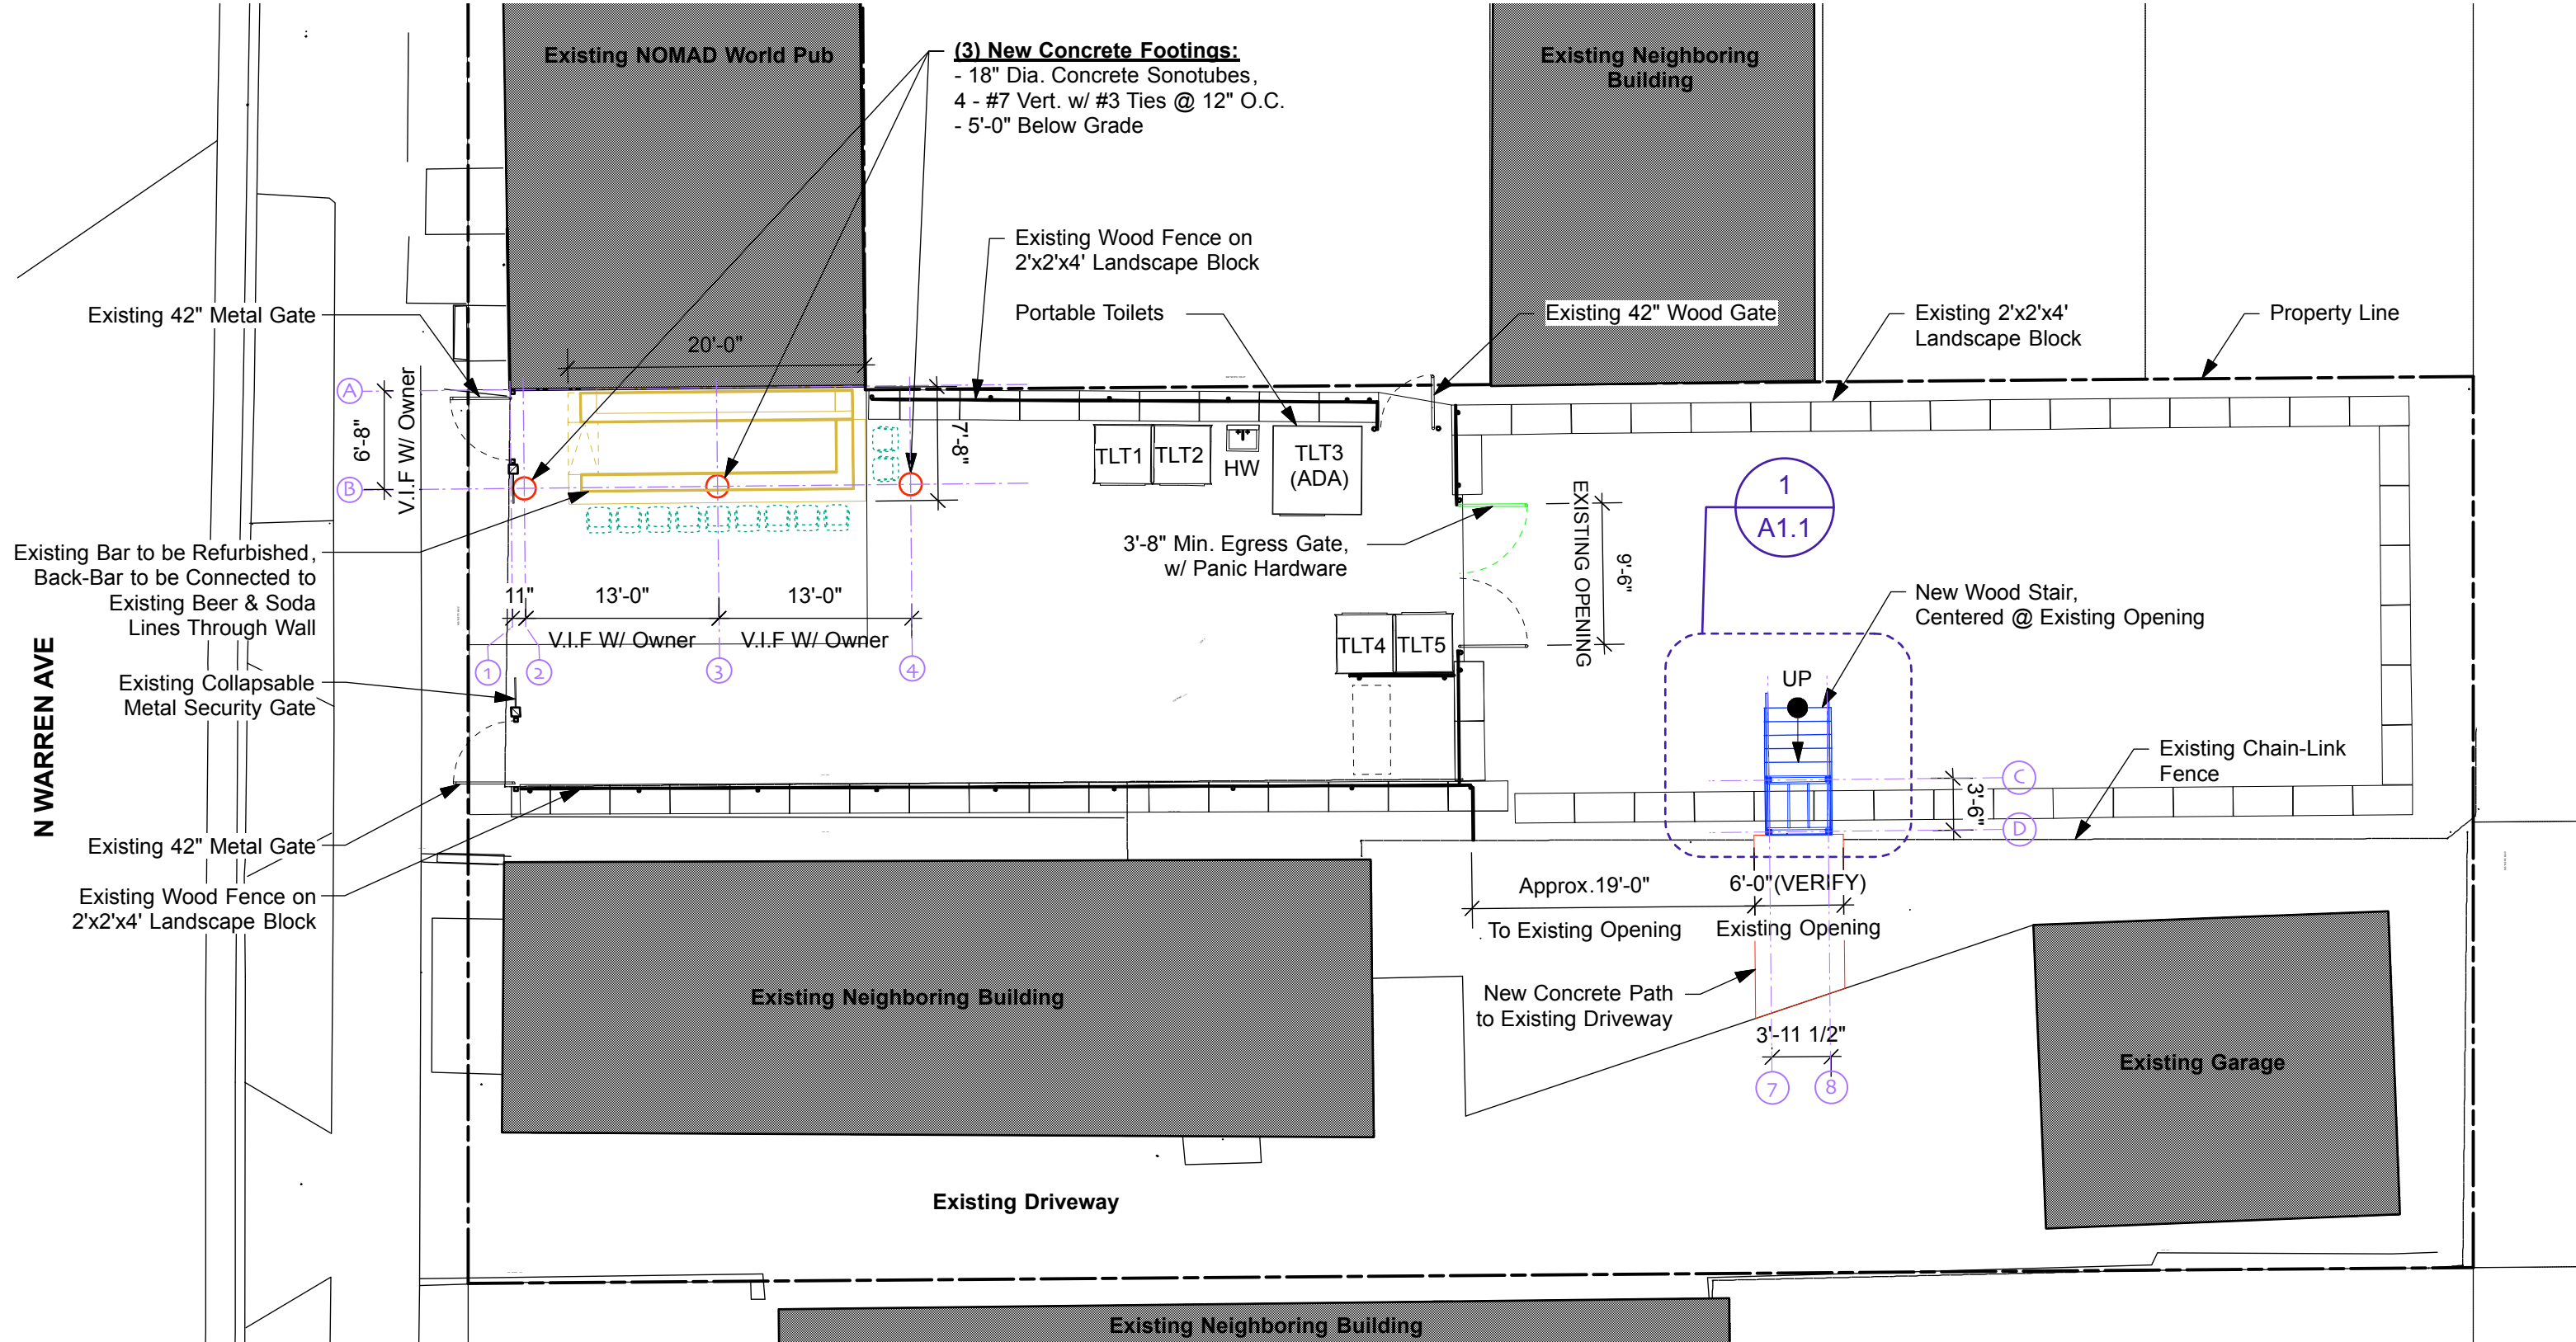 Existing NOMAD World Pub
(3) New Concrete Footings:
- 18" Dia. Concrete Sonotubes,
4 - #7 Vert. w/ #3 Ties @ 12" O.C.
- 5'-0" Below Grade
Existing Neighboring
Building
Existing Wood Fence on
2'x2'x4' Landscape Block
Portable Toilets
Existing 42" Metal Gate
20'-0"
Existing 42" Wood Gate
Existing 2'x2'x4'
Landscape Block
Property Line
A
6'-8"
V.I.F W/ Owner
B
7'-8"
TLT1
TLT2
HW
TLT3
(ADA)
1
A1.1
EXISTING OPENING
9'-6"
3'-8" Min. Egress Gate,
w/ Panic Hardware
Existing Bar to be Refurbished,
Back-Bar to be Connected to
Existing Beer & Soda
Lines Through Wall
11"
13'-0"
13'-0"
V.I.F W/ Owner
V.I.F W/ Owner
1
2
3
4
New Wood Stair,
Centered @ Existing Opening
TLT4
TLT5
UP
N WARREN AVE
Existing Collapsable
Metal Security Gate
Existing Chain-Link
Fence
C
3'-6"
D
Existing 42" Metal Gate
Existing Wood Fence on
2'x2'x4' Landscape Block
Approx.19'-0"
6'-0"(VERIFY)
To Existing Opening
Existing Opening
Existing Neighboring Building
New Concrete Path
to Existing Driveway
3'-11 1/2"
7
8
Existing Garage
Existing Driveway
Existing Neighboring Building